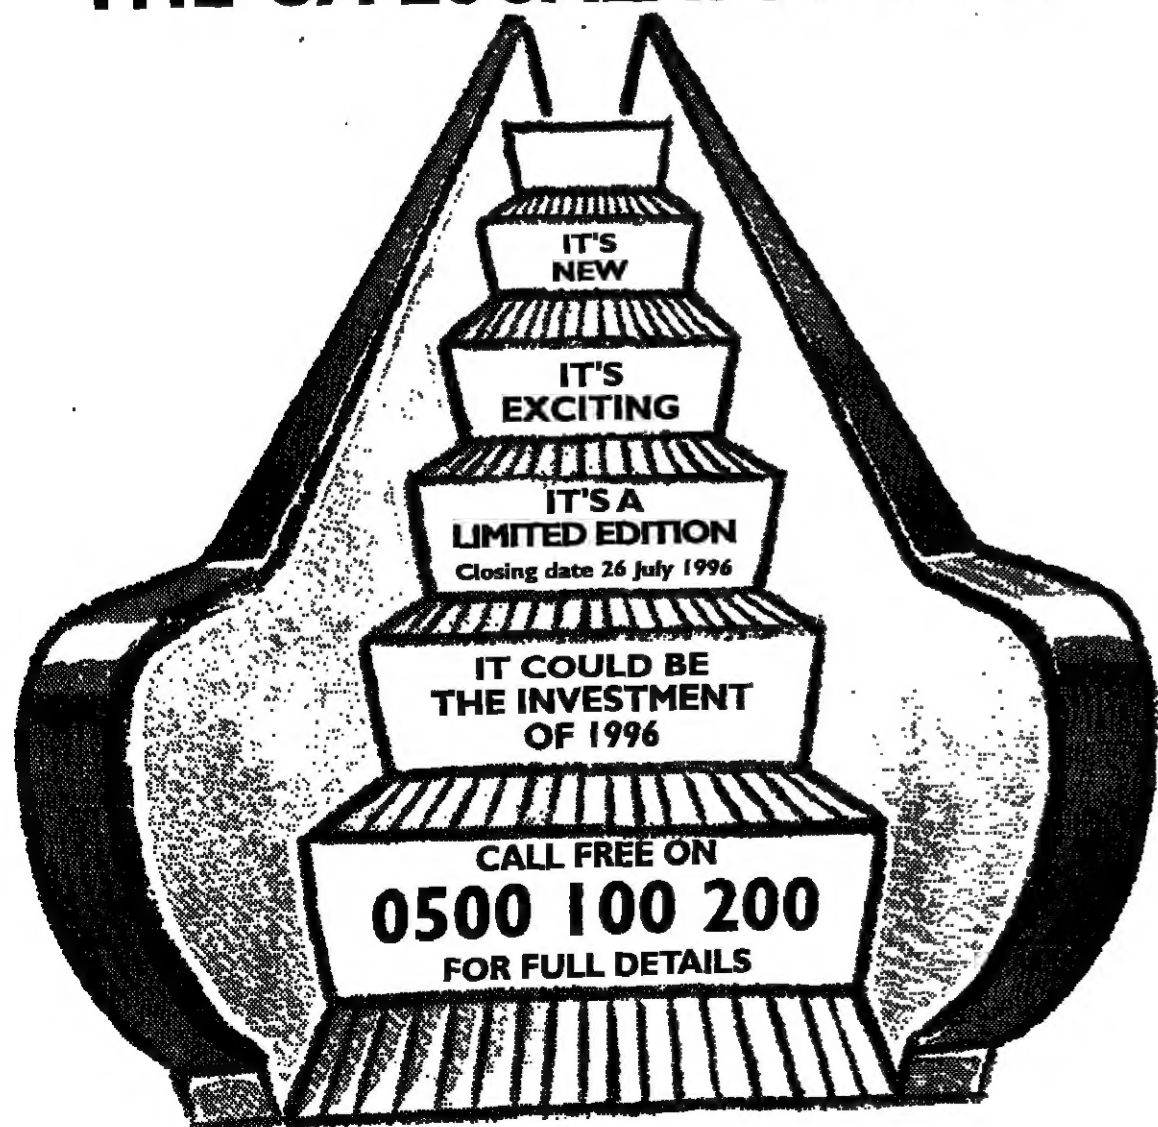 THE
IT'S
NEW
IT'S
EXCITING
IT'S A
LIMITED EDITION
Closing date 26 July 1996
IT COULD BE
THE INVESTMENT
OF 1996
CALL FREE ON
0500 100 200
FOR FULL DETAILS